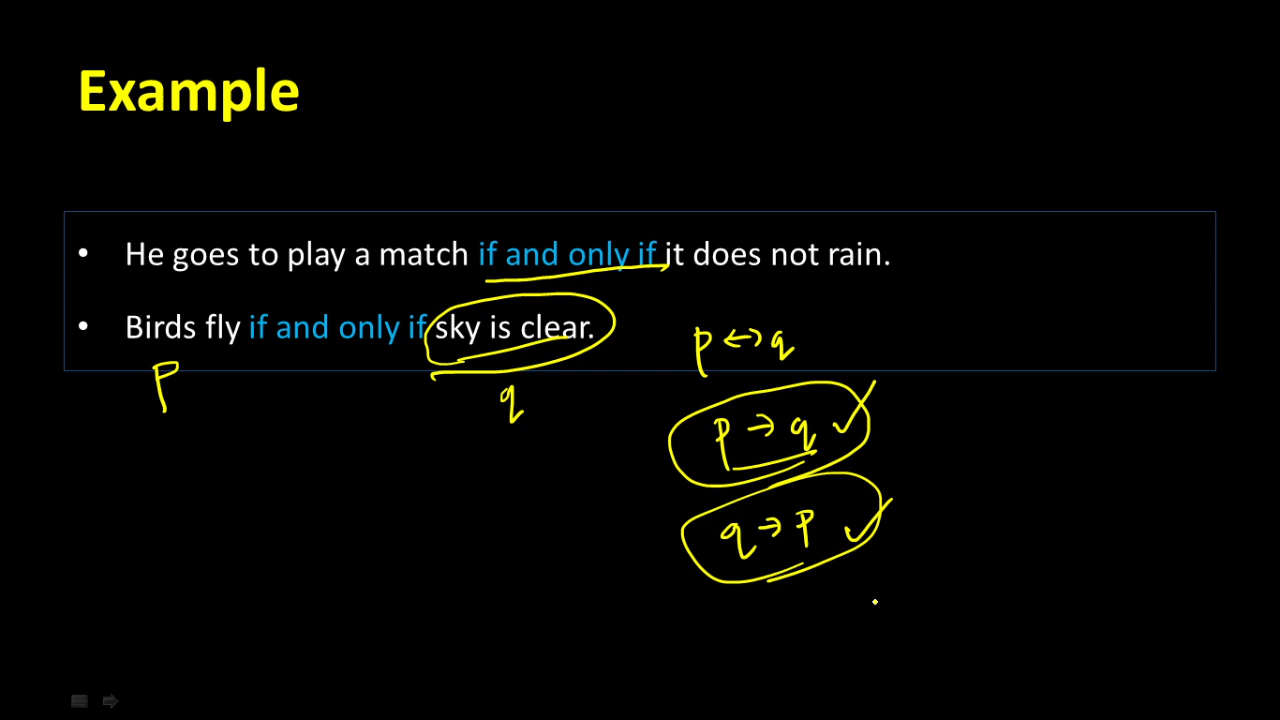 Example
• He goes to play a match if and only if it does not rain.
• Birds fly if and only if sky is clear.
p ↔ q
P
q
p → q ✓
q → p ✓